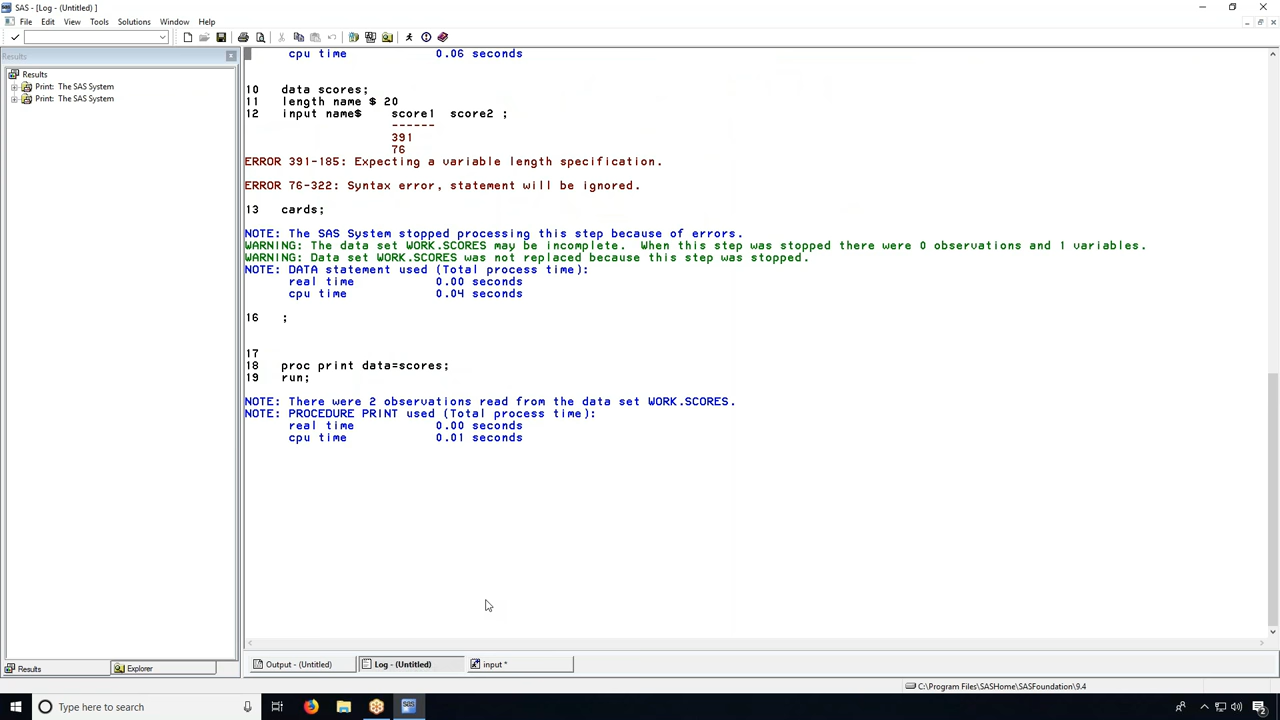 SAS - [Log - (Untitled)]
File Edit View Tools Solutions Window Help
Results
Results
Print: The SAS System
Print: The SAS System
cpu time 0.06 seconds
10 data scores;
11 length name $ 20
12 input name$ score1 score2 ;
------
391
76
ERROR 391-185: Expecting a variable length specification.
ERROR 76-322: Syntax error, statement will be ignored.
13 cards;
NOTE: The SAS System stopped processing this step because of errors.
WARNING: The data set WORK.SCORES may be incomplete. When this step was stopped there were 0 observations and 1 variables.
WARNING: Data set WORK.SCORES was not replaced because this step was stopped.
NOTE: DATA statement used (Total process time):
real time 0.00 seconds
cpu time 0.04 seconds
16 ;
17
18 proc print data=scores;
19 run;
NOTE: There were 2 observations read from the data set WORK.SCORES.
NOTE: PROCEDURE PRINT used (Total process time):
real time 0.00 seconds
cpu time 0.01 seconds
Results Explorer
Output - (Untitled) Log - (Untitled) input *
C:\Program Files\SASHome\SASFoundation\9.4
Type here to search
2